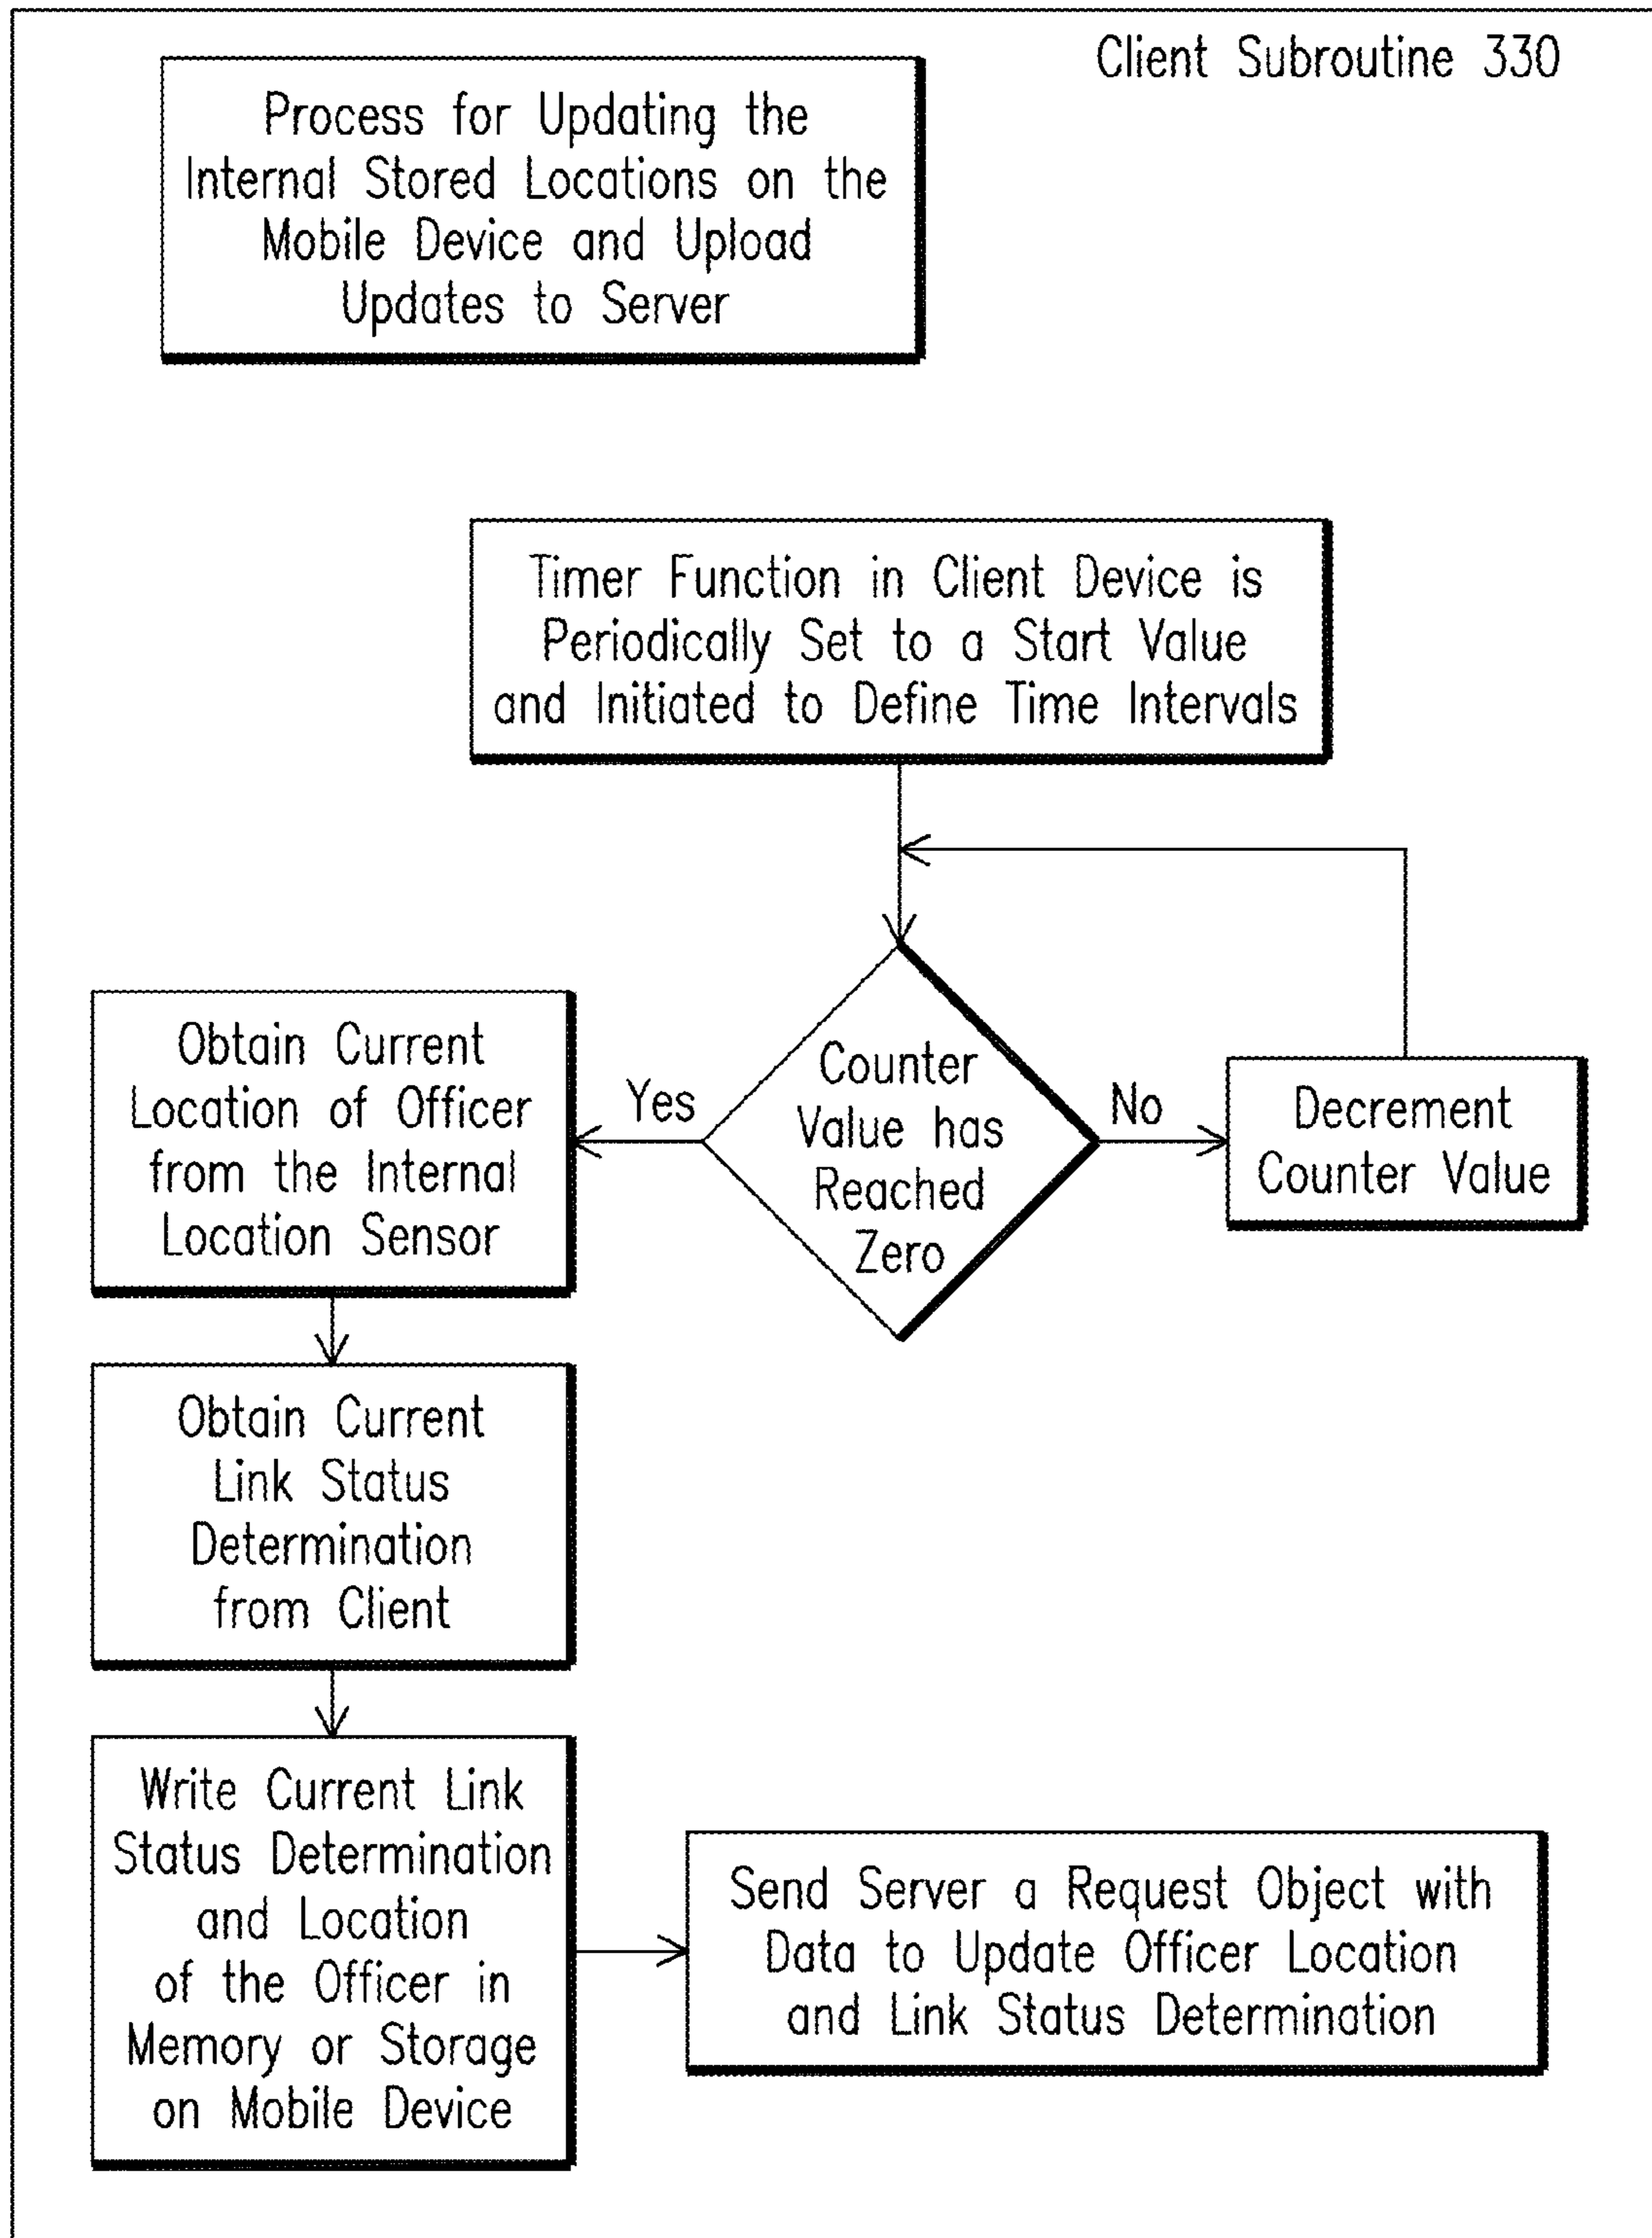 Client Subroutine 330
Process for Updating the
Internal Stored Locations on the
Mobile Device and Upload
Updates to Server
Timer Function in Client Device is
Periodically Set to a Start Value
and Initiated to Define Time Intervals
Counter
Value has
Reached
Zero
Yes
No
Decrement
Counter Value
Obtain Current
Location of Officer
from the Internal
Location Sensor
Obtain Current
Link Status
Determination
from Client
Write Current Link
Status Determination
and Location
of the Officer in
Memory or Storage
on Mobile Device
Send Server a Request Object with
Data to Update Officer Location
and Link Status Determination